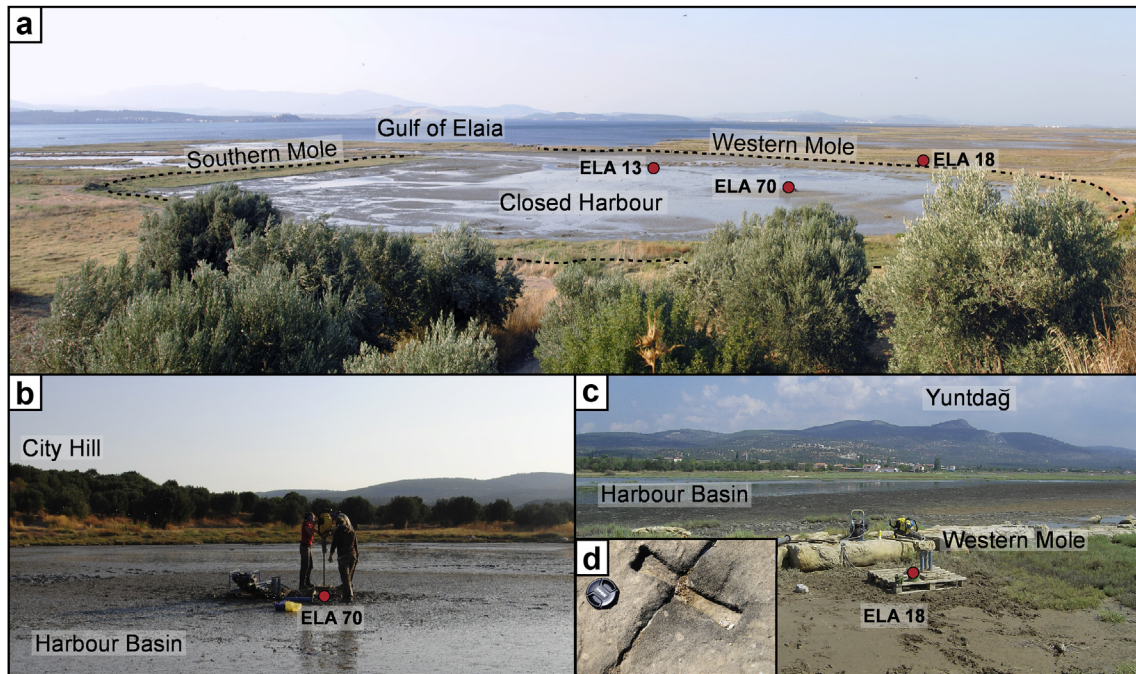 a
Gulf of Elaia
Southern Mole
Western Mole
ELA 18
ELA 13
ELA 70
Closed Harbour
b
City Hill
ELA 70
Harbour Basin
c
Yuntdağ
Harbour Basin
Western Mole
ELA 18
d